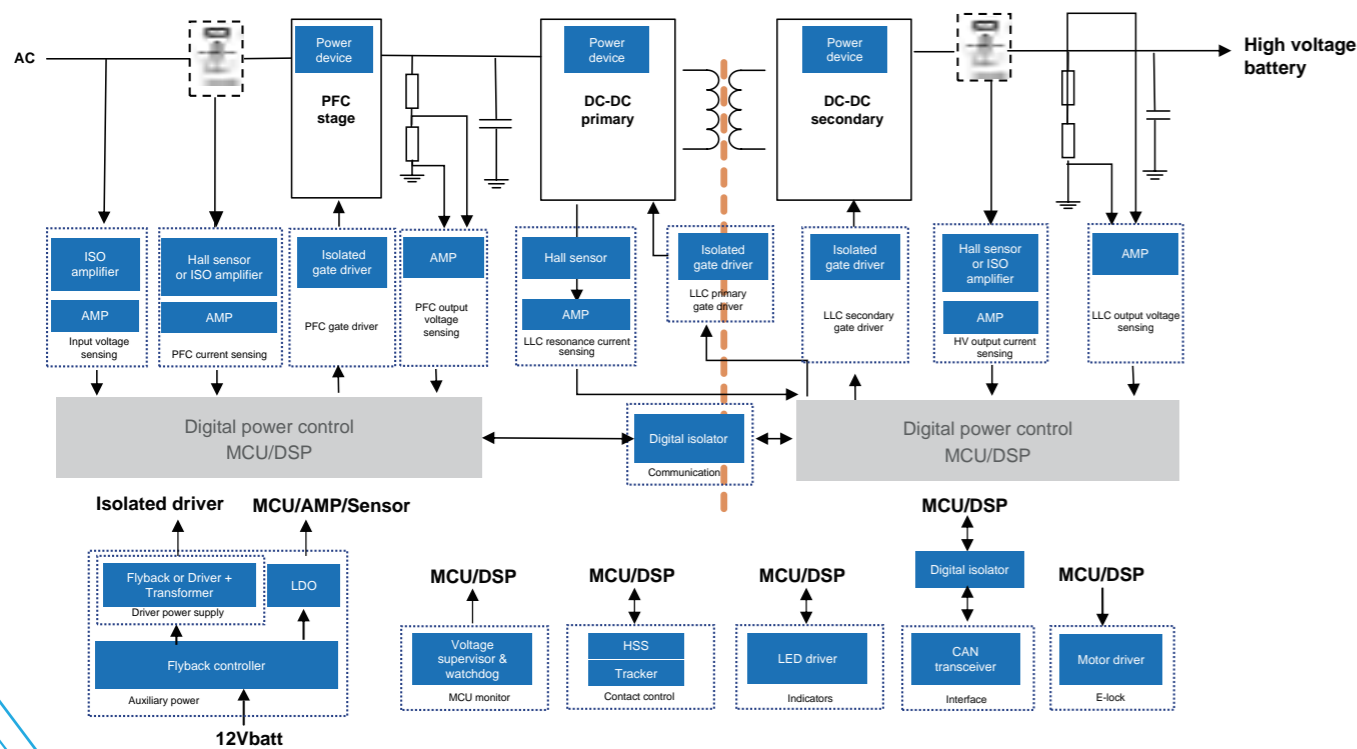 AC
Power
device
PFC
stage
Power
device
DC-DC
primary
Power
device
DC-DC
secondary
High voltage
battery
ISO
amplifier
AMP
Input voltage
sensing
Hall sensor
or ISO amplifier
AMP
PFC current sensing
Isolated
gate driver
PFC gate driver
AMP
PFC output
voltage
sensing
Hall sensor
AMP
LLC resonance current
sensing
Isolated
gate driver
LLC primary
gate driver
Isolated
gate driver
LLC secondary
gate driver
Hall sensor
or ISO
amplifier
AMP
HV output current
sensing
AMP
LLC output voltage
sensing
Digital power control
MCU/DSP
Digital isolator
Communication
Digital power control
MCU/DSP
Isolated driver
MCU/AMP/Sensor
Flyback or Driver +
Transformer
Driver power supply
LDO
Flyback controller
Auxiliary power
12Vbatt
MCU/DSP
Voltage
supervisor &
watchdog
MCU monitor
MCU/DSP
HSS
Tracker
Contact control
MCU/DSP
LED driver
Indicators
MCU/DSP
Digital isolator
CAN
transceiver
Interface
MCU/DSP
Motor driver
E-lock